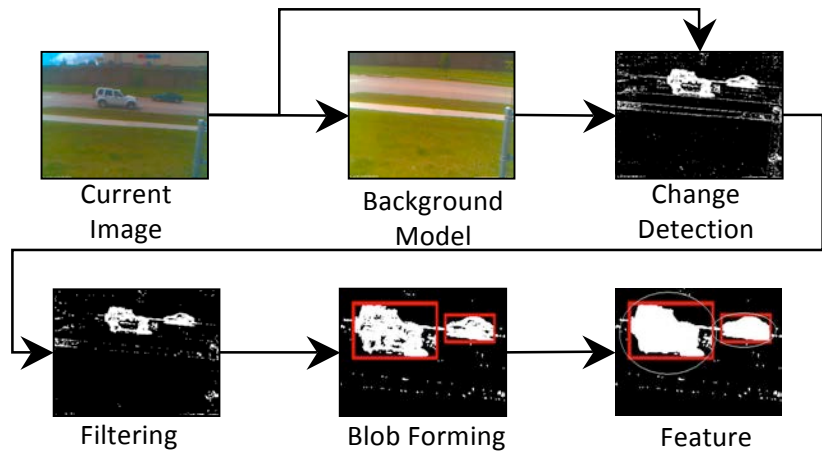 Current
Image
Background
Model
Change
Detection
Filtering
Blob Forming
Feature